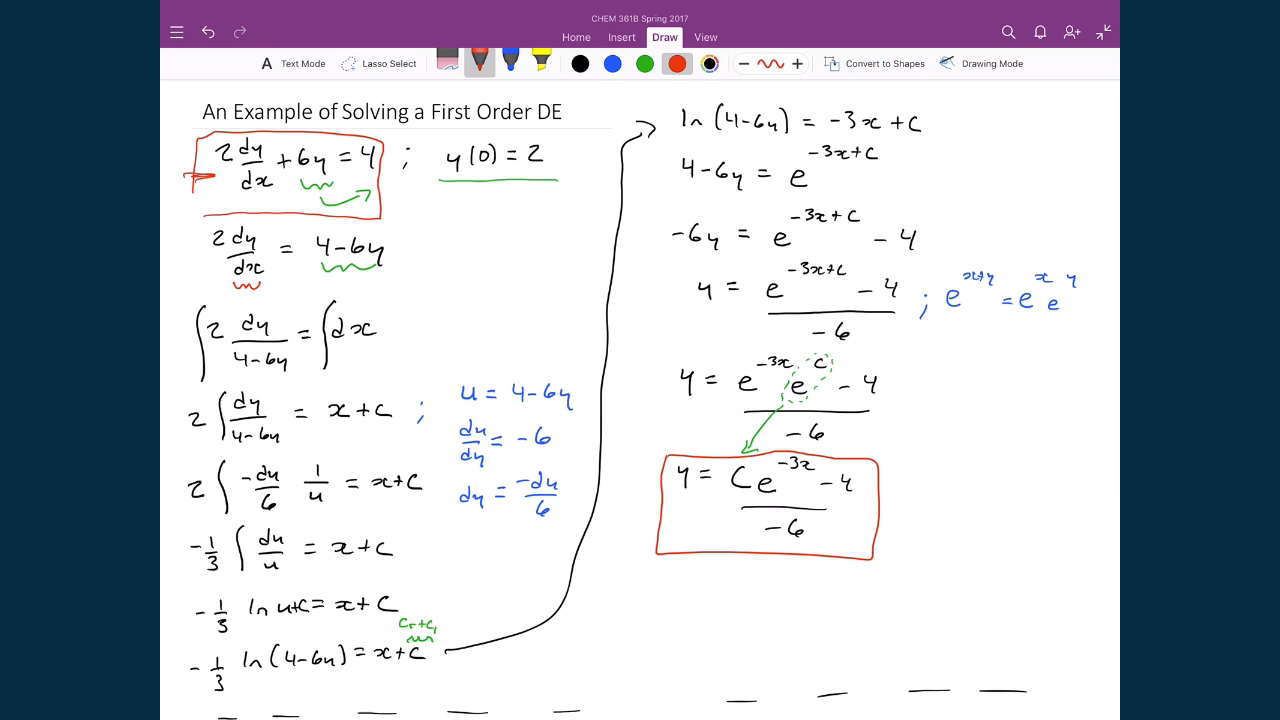 CHEM 361B Spring 2017
Home Insert Draw View
Text Mode Lasso Select Convert to Shapes Drawing Mode
An Example of Solving a First Order DE
2 dy/dx + 6y = 4 ; y(0) = 2
2 dy/dx = 4-6y
∫ 2 dy/(4-6y) = ∫ dx
2 ∫ dy/(4-6y) = x+c ; u = 4-6y
du/dy = -6
2 ∫ -du/6 1/u = x+c dy = -du/6
-1/3 ∫ du/u = x+c
-1/3 ln u+c = x+c
-1/3 ln(4-6y) = x+c
ln(4-6y) = -3x+c
4-6y = e^(-3x+c)
-6y = e^(-3x+c) - 4
y = (e^(-3x+c) - 4)/-6 ; e^(x+y) = e^x e^y
y = (e^(-3x) e^c - 4)/-6
y = (Ce^(-3x) - 4)/-6